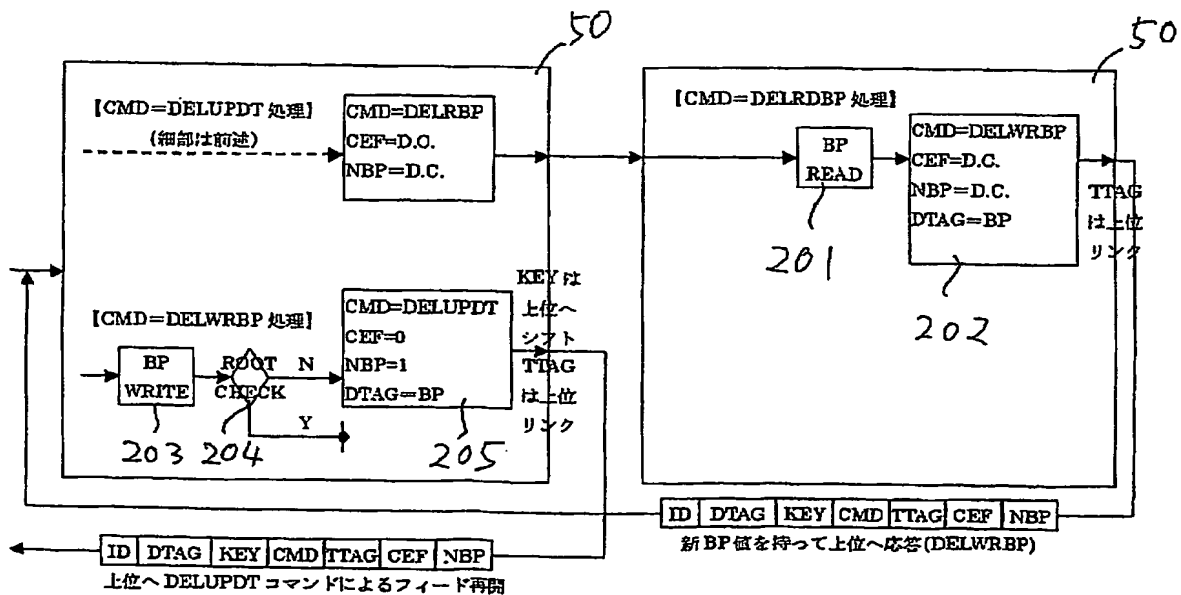 50
【CMD=DELUPDT 処理】
(細部は前述)
CMD=DELRBP
CEF=D.C.
NBP=D.C.
【CMD=DELWRBP 処理】
BP
WRITE
203
ROOT
CHECK
204
N
Y
CMD=DELUPDT
CEF=0
NBP=1
DTAG=BP
205
KEYは
上位へ
シフト
TTAG
は上位
リンク
50
【CMD=DELRDBP 処理】
BP
READ
201
CMD=DELWRBP
CEF=D.C.
NBP=D.C.
DTAG=BP
202
TTAG
は上位
リンク
ID DTAG KEY CMD TTAG CEF NBP
新BP値を持って上位へ応答(DELWRBP)
ID DTAG KEY CMD TTAG CEF NBP
上位へDELUPDTコマンドによるフィード再開